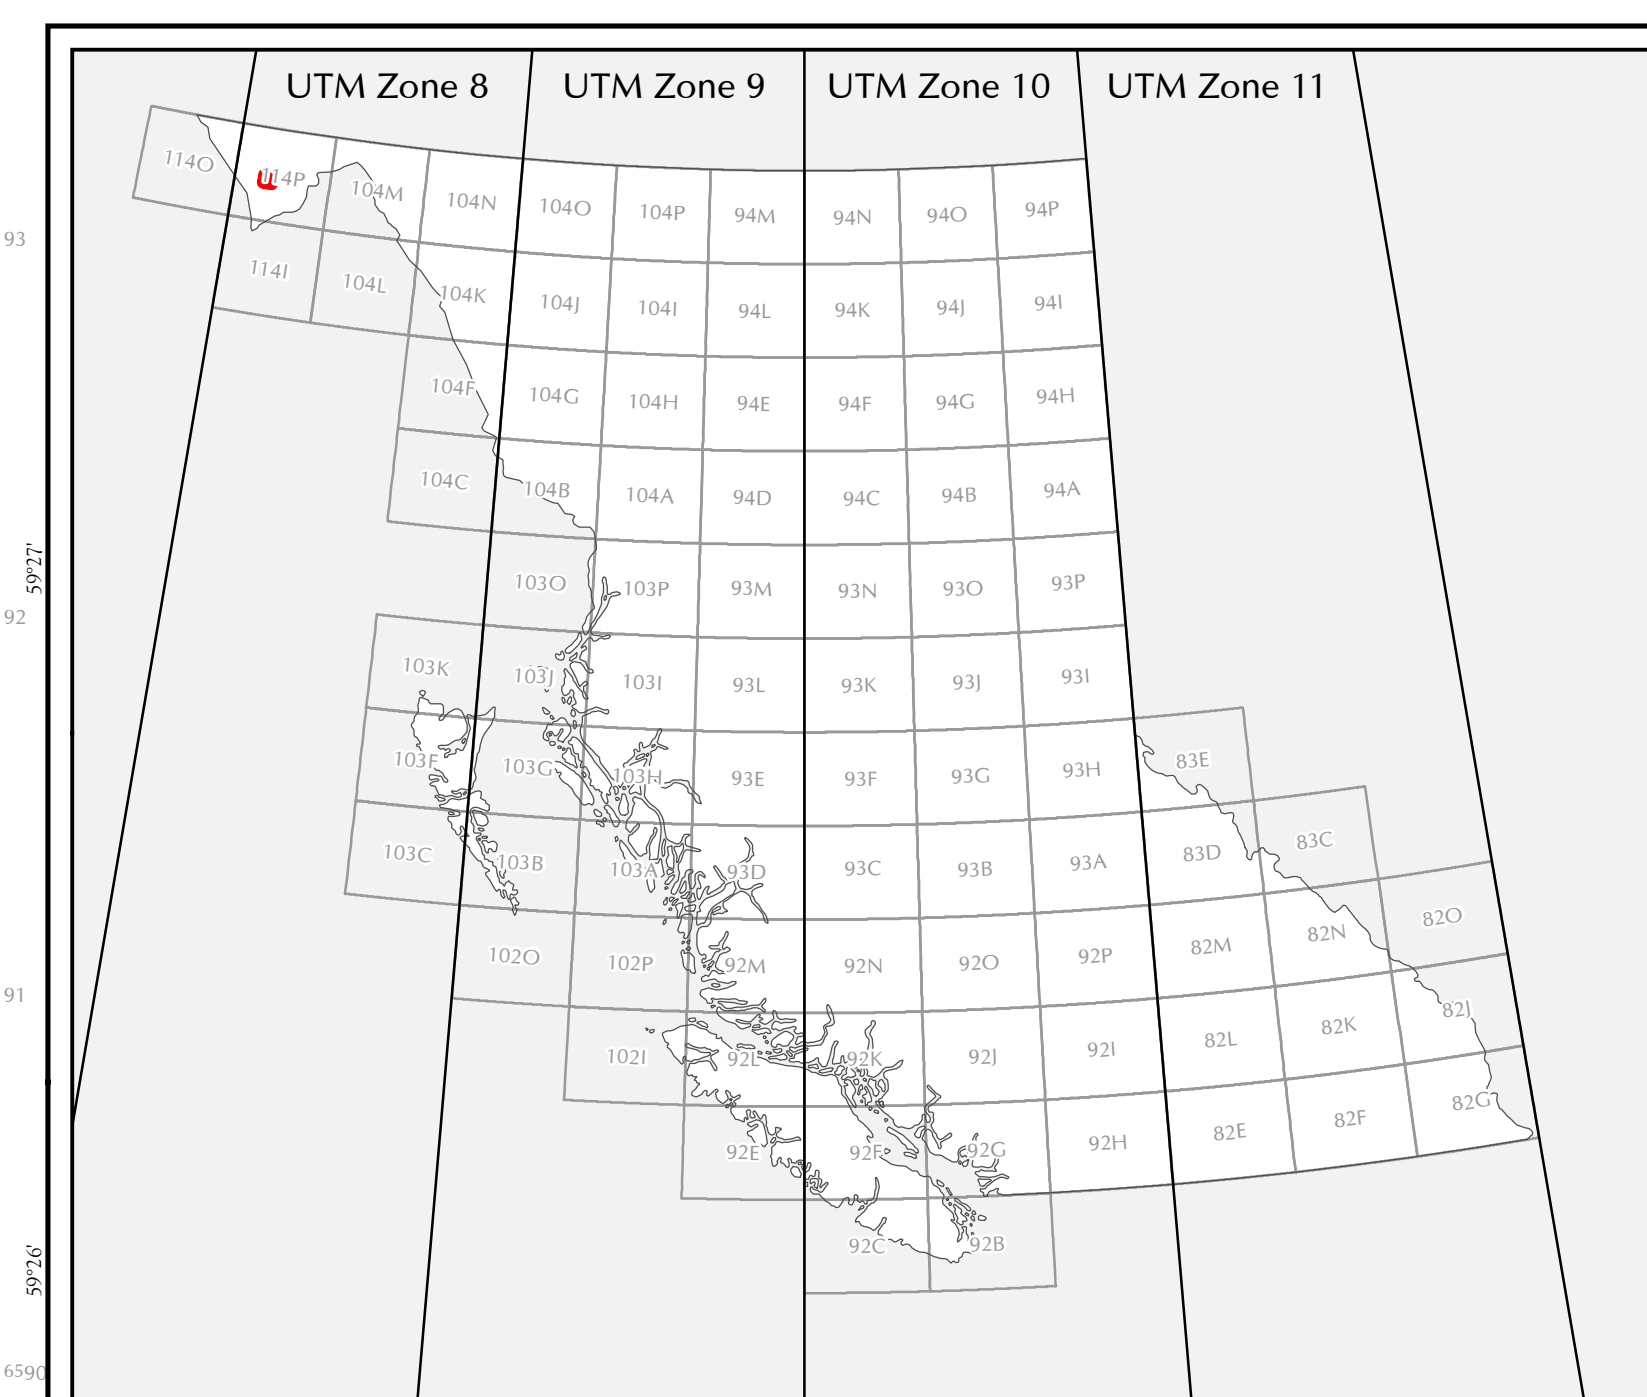 UTM Zone 8 UTM Zone 9 UTM Zone 10 UTM Zone 11
114O 114P 104M 104N 104O 104P 94M 94N 94O 94P
93
114I 104L 104K 104J 104I 94L 94K 94J 94I
104F 104G 104H 94E 94F 94G 94H
104C 104B 104A 94D 94C 94B 94A
59°27'
103O 103P 93M 93N 93O 93P
92
103K 103J 103I 93L 93K 93J 93I
103F 103G 103H 93E 93F 93G 93H 83E
103C 103B 103A 93D 93C 93B 93A 83D 83C
102O 102P 92M 92N 92O 92P 82M 82N 82O
91
102I 92L 92K 92J 92I 82L 82K 82J
92E 92F 92G 92H 82E 82F 82G
59°26'
92C 92B
6590